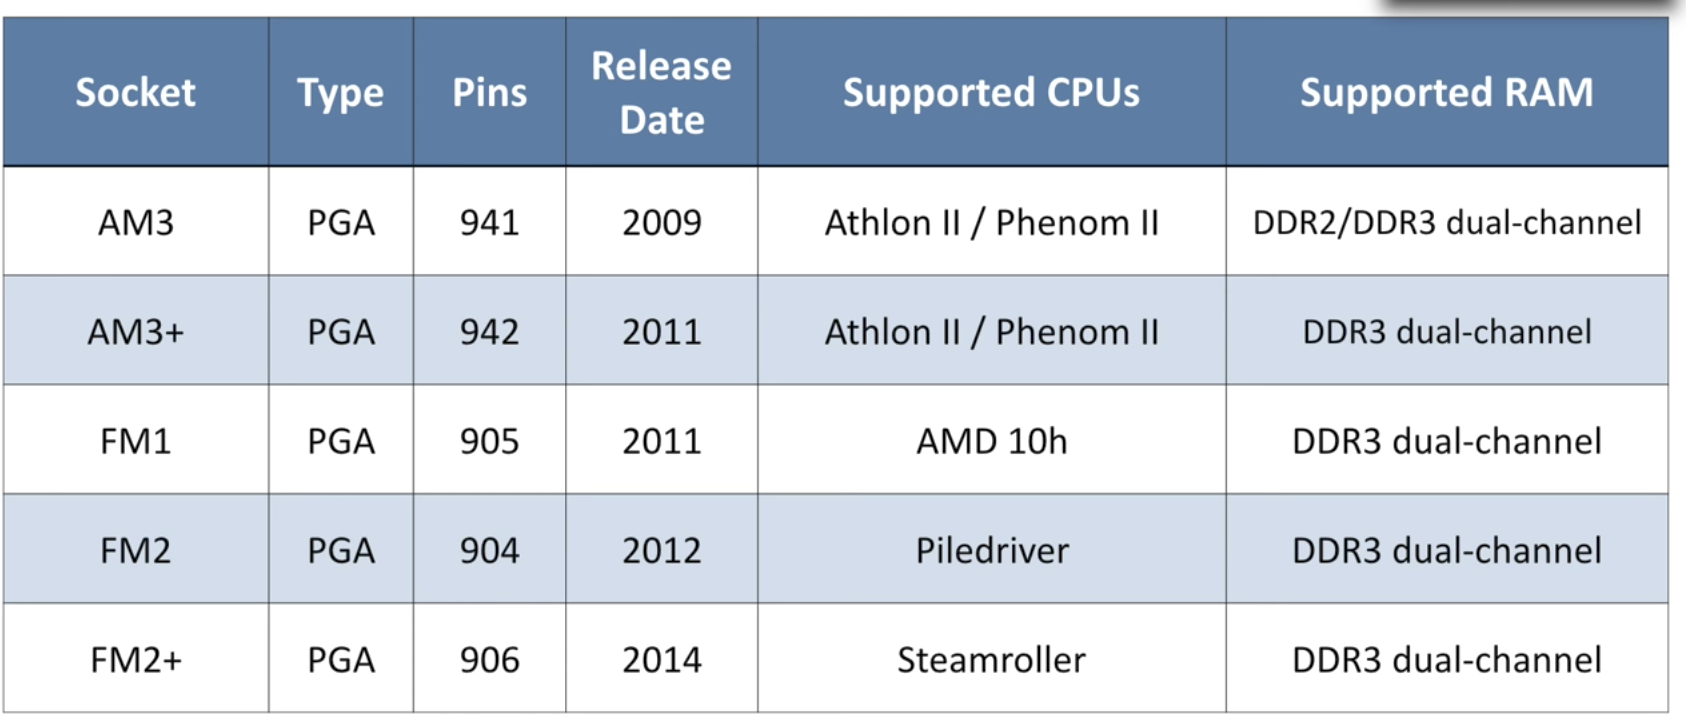 Socket Type Pins Release Date Supported CPUs Supported RAM
AM3 PGA 941 2009 Athlon II / Phenom II DDR2/DDR3 dual-channel
AM3+ PGA 942 2011 Athlon II / Phenom II DDR3 dual-channel
FM1 PGA 905 2011 AMD 10h DDR3 dual-channel
FM2 PGA 904 2012 Piledriver DDR3 dual-channel
FM2+ PGA 906 2014 Steamroller DDR3 dual-channel